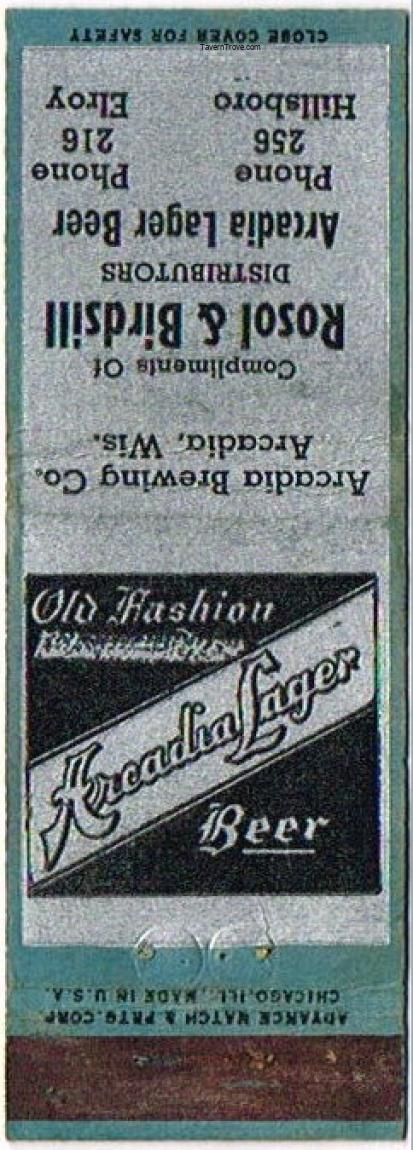 CLOSE COVER FOR SAFETY
TavernTrove.com
Phone Phone
256 216
Hillsboro Elroy
Arcadia Lager Beer
DISTRIBUTORS
Rosol & Birdsill
Compliments Of
Arcadia Brewing Co.
Arcadia, Wis.
Old Fashion
Arcadia Lager
Beer
ADVANCE MATCH & PRTG. CORP.
CHICAGO, ILL., MADE IN U.S.A.